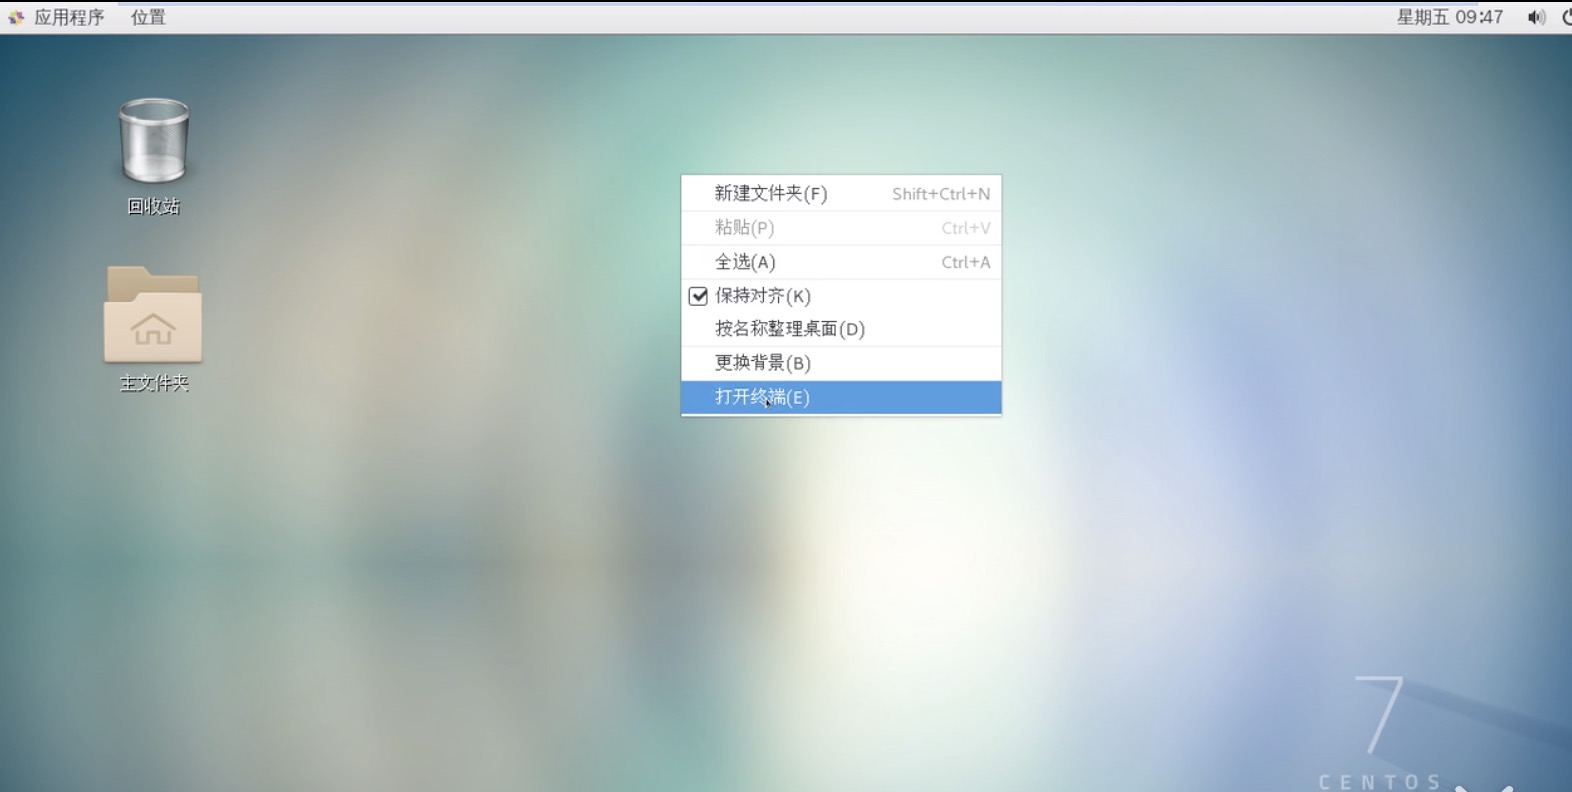 应用程序 位置 星期五 09:47
回收站
主文件夹
新建文件夹(F) Shift+Ctrl+N
粘贴(P) Ctrl+V
全选(A) Ctrl+A
保持对齐(K)
按名称整理桌面(D)
更换背景(B)
打开终端(E)
7
CENTOS